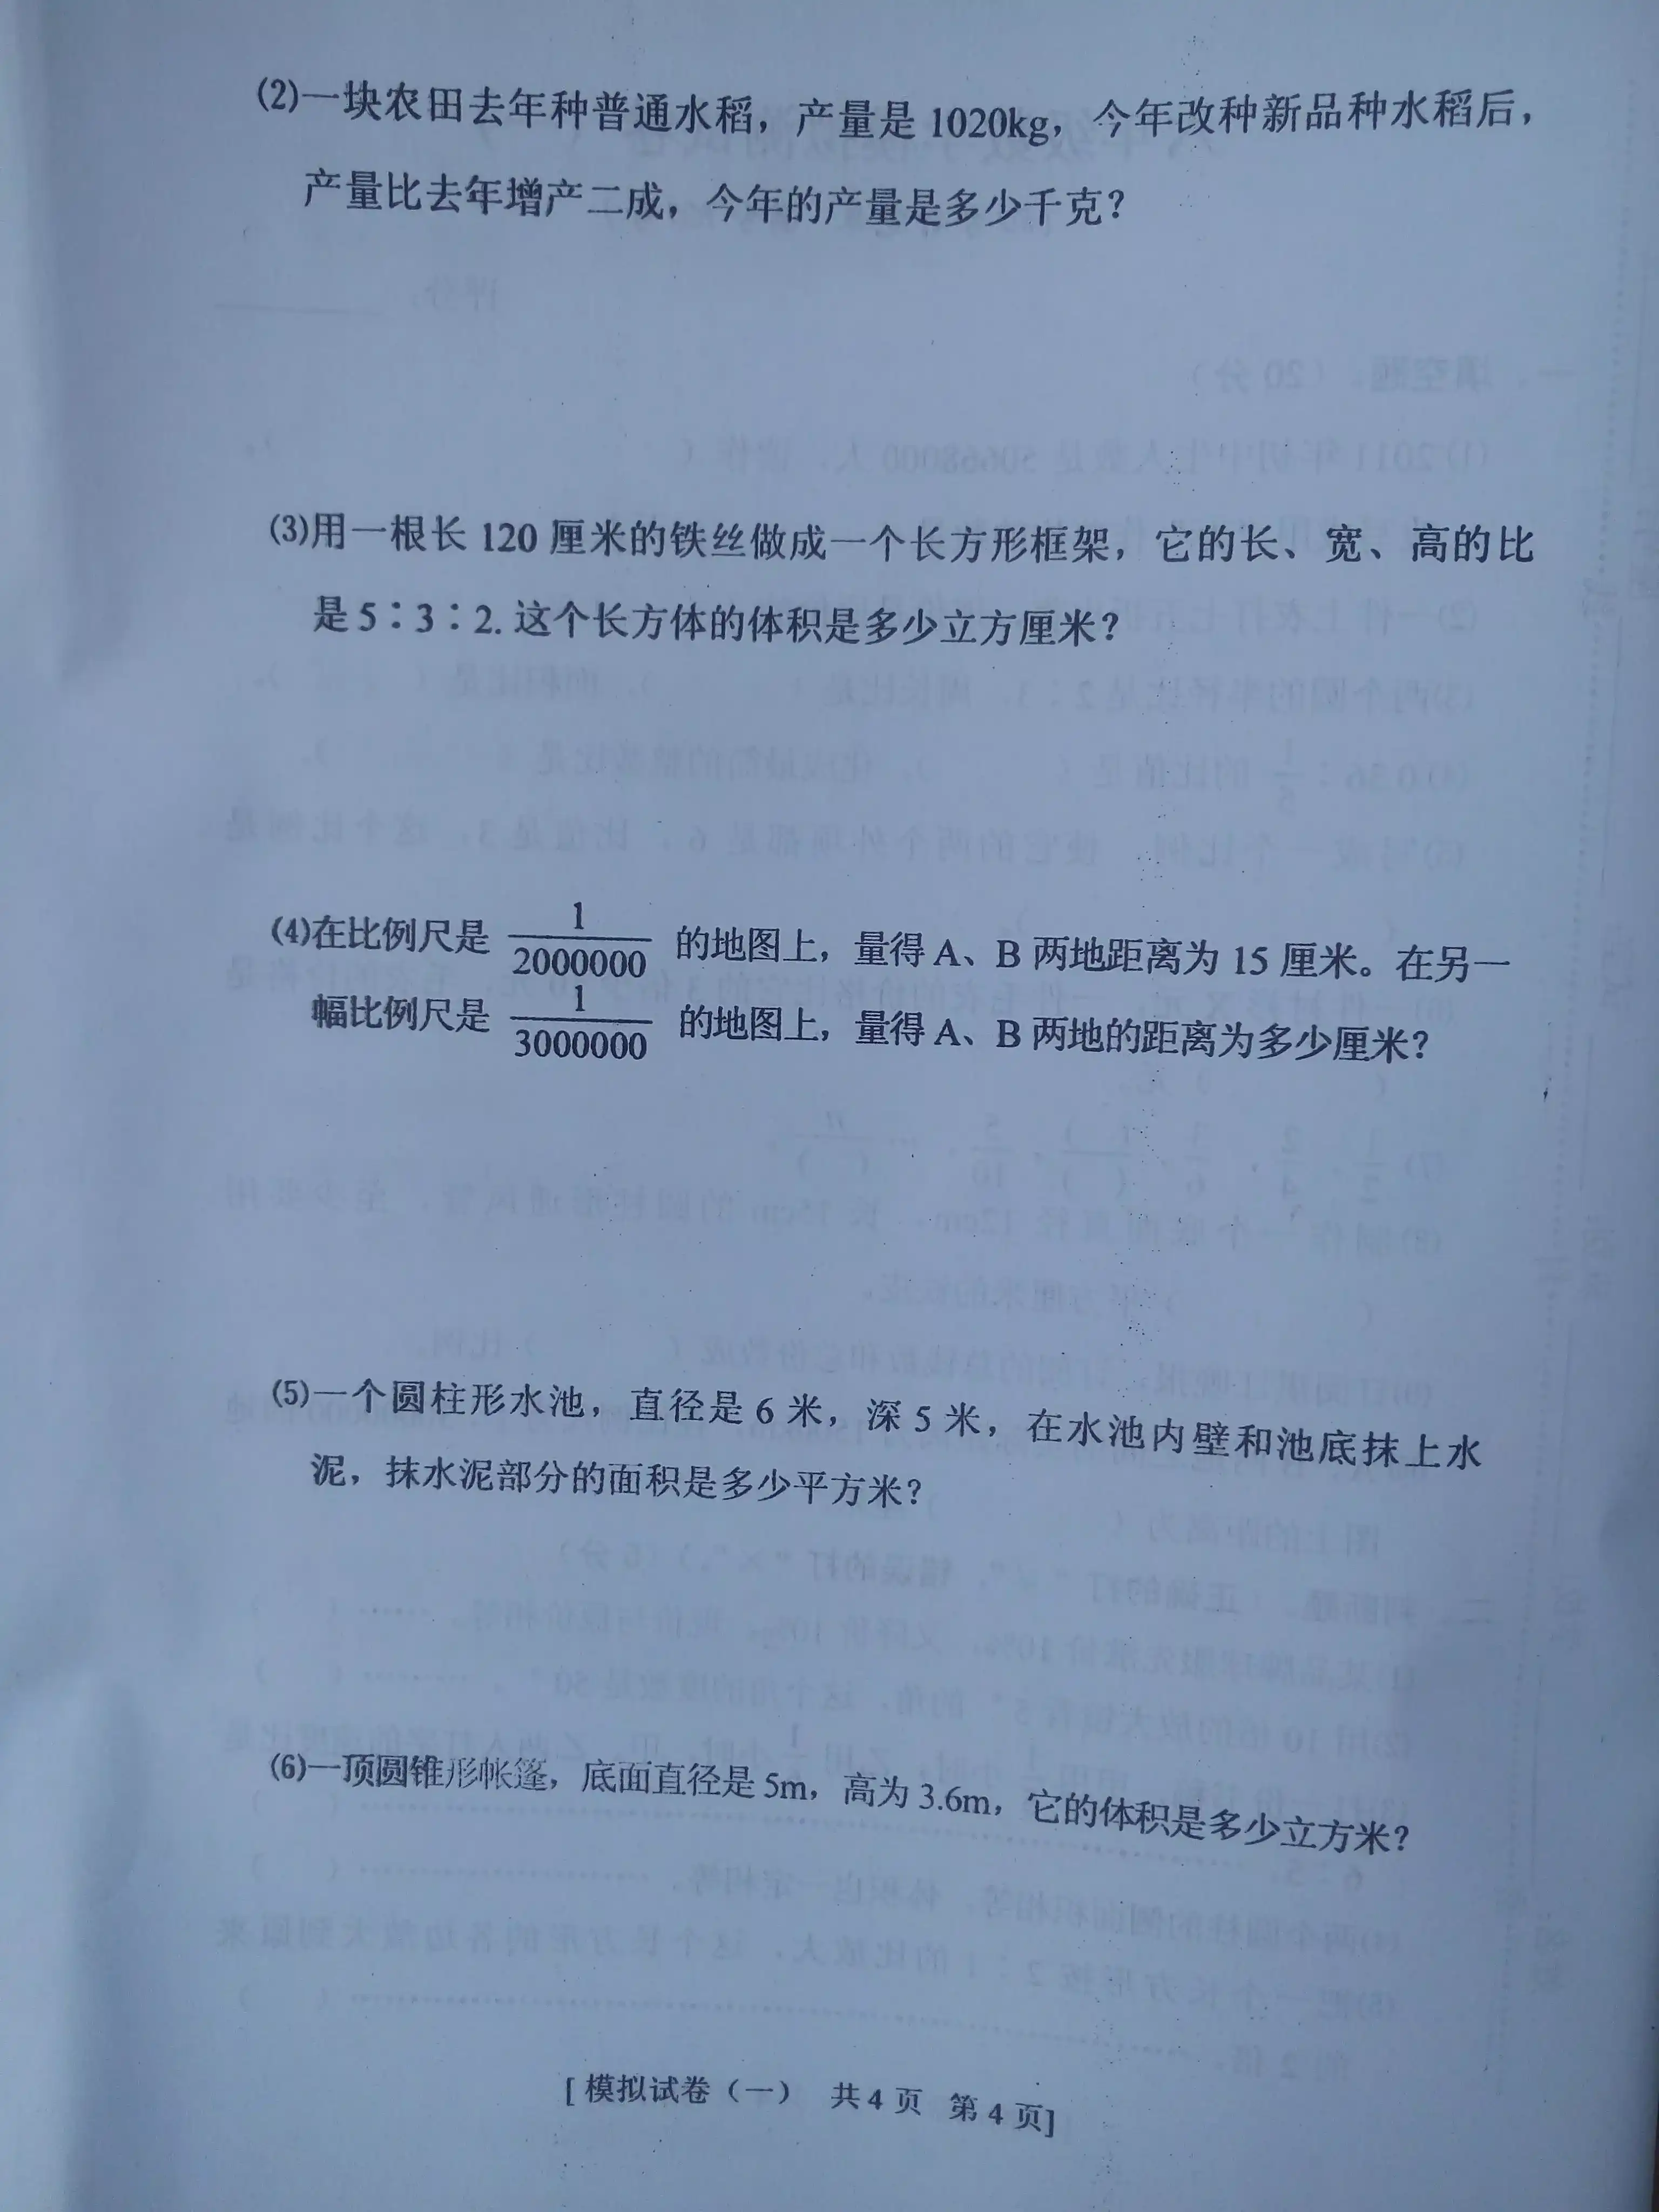 (2)一块农田去年种普通水稻，产量是 1020kg，今年改种新品种水稻后，
产量比去年增产二成，今年的产量是多少千克？
(3)用一根长 120 厘米的铁丝做成一个长方形框架，它的长、宽、高的比
是 5∶3∶2. 这个长方体的体积是多少立方厘米？
(4)在比例尺是 1/2000000 的地图上，量得 A、B 两地距离为 15 厘米。在另一
幅比例尺是 1/3000000 的地图上，量得 A、B 两地的距离为多少厘米？
(5)一个圆柱形水池，直径是 6 米，深 5 米，在水池内壁和池底抹上水
泥，抹水泥部分的面积是多少平方米？
(6)一顶圆锥形帐篷，底面直径是 5m，高为 3.6m，它的体积是多少立方米？
[模拟试卷（一） 共 4 页 第 4 页]